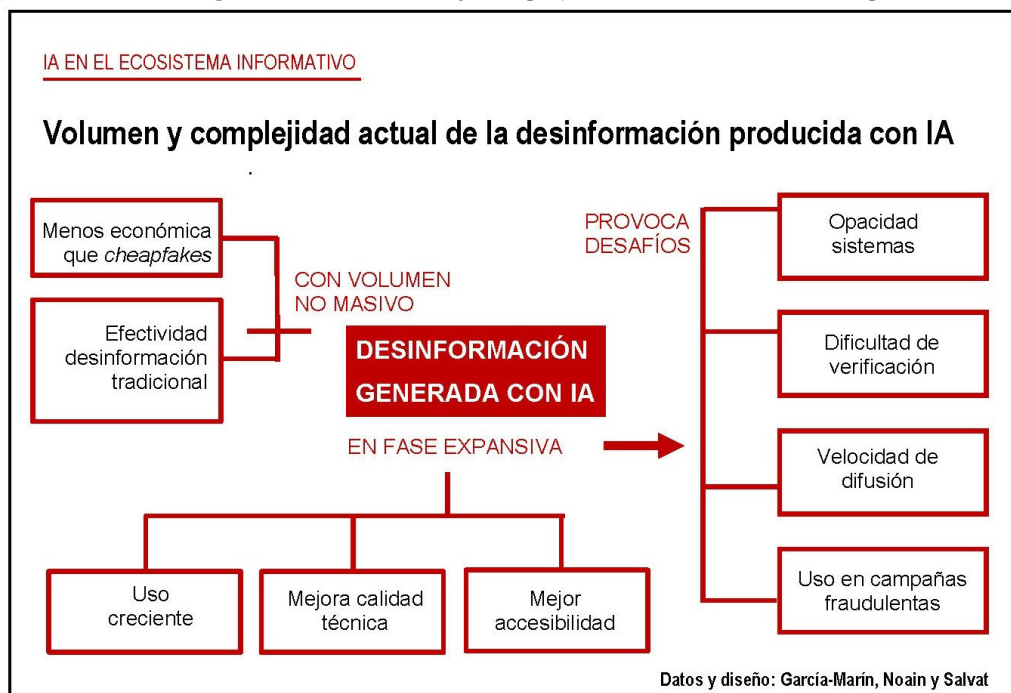 IA EN EL ECOSISTEMA INFORMATIVO
Volumen y complejidad actual de la desinformación producida con IA
Menos económica
que cheapfakes
Efectividad
desinformación
tradicional
CON VOLUMEN
NO MASIVO
DESINFORMACIÓN
GENERADA CON IA
EN FASE EXPANSIVA
Uso
creciente
Mejora calidad
técnica
Mejor
accesibilidad
PROVOCA
DESAFÍOS
Opacidad
sistemas
Dificultad de
verificación
Velocidad de
difusión
Uso en campañas
fraudulentas
Datos y diseño: García-Marín, Noain y Salvat